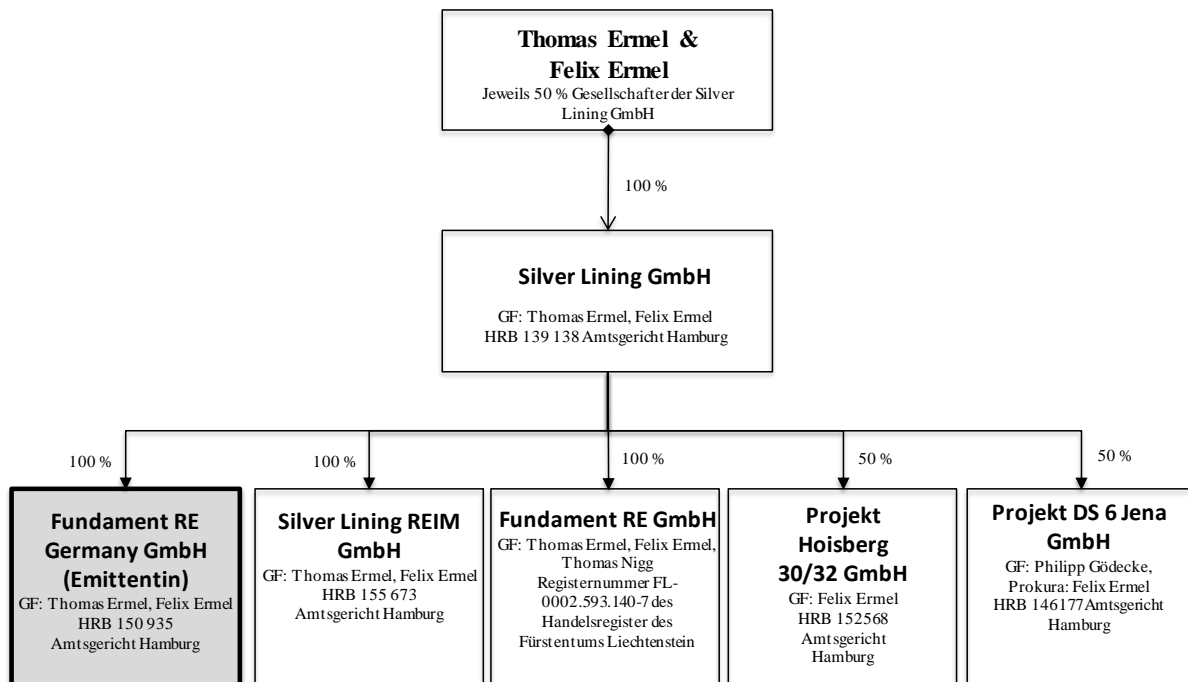 Thomas Ermel &
Felix Ermel
Jeweils 50 % Gesellschafter der Silver
Lining GmbH
100 %
Silver Lining GmbH
GF: Thomas Ermel, Felix Ermel
HRB 139 138 Amtsgericht Hamburg
100 %
100 %
100 %
50 %
50 %
Fundament RE
Germany GmbH
(Emittentin)
GF: Thomas Ermel, Felix Ermel
HRB 150 935
Amtsgericht Hamburg
Silver Lining REIM
GmbH
GF: Thomas Ermel, Felix Ermel
HRB 155 673
Amtsgericht Hamburg
Fundament RE GmbH
GF: Thomas Ermel, Felix Ermel,
Thomas Nigg
Registernummer FL-
0002.593.140-7 des
Handelsregister des
Fürstentums Liechtenstein
Projekt
Hoisberg
30/32 GmbH
GF: Felix Ermel
HRB 152568
Amtsgericht
Hamburg
Projekt DS 6 Jena
GmbH
GF: Philipp Gödecke,
Prokura: Felix Ermel
HRB 146177Amtsgericht
Hamburg